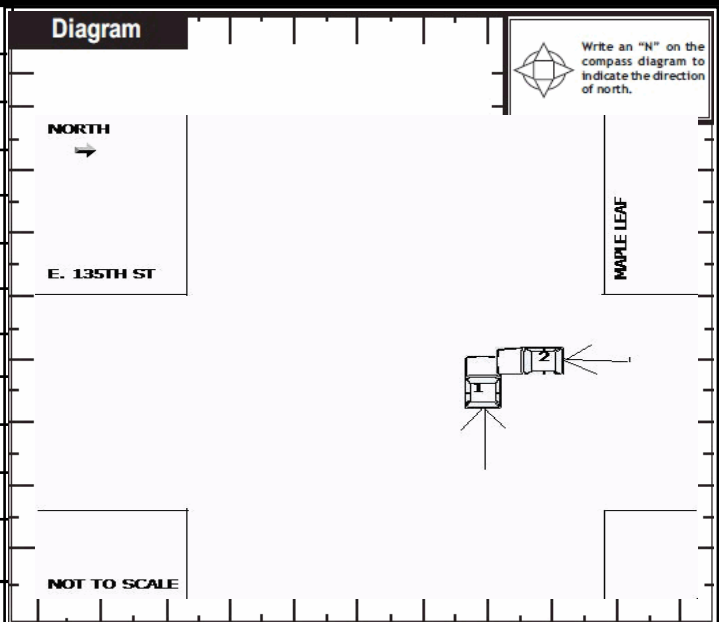 Diagram
Write an “N” on the
compass diagram to
indicate the direction
of north.
NORTH
MAPLE LEAF
E. 135TH ST
2
1
NOT TO SCALE